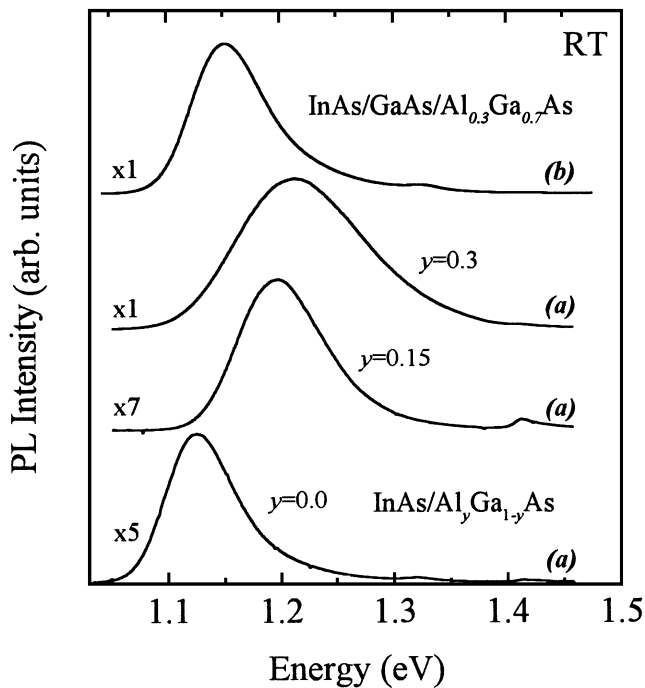 RT
InAs/GaAs/Al0.3Ga0.7As
x1
(b)
y=0.3
x1
(a)
y=0.15
x7
(a)
y=0.0
InAs/AlyGa1-yAs
x5
(a)
1.1 1.2 1.3 1.4 1.5
Energy (eV)
PL Intensity (arb. units)